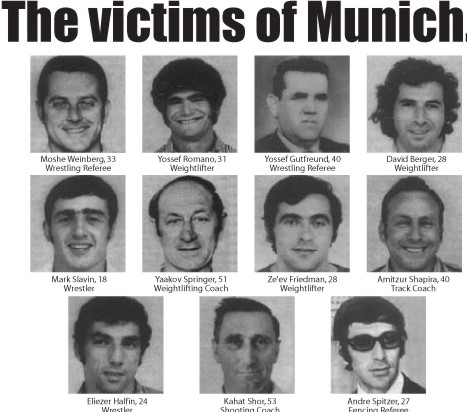 The victims of Munich.
Moshe Weinberg, 33
Wrestling Referee
Yossef Romano, 31
Weightlifter
Yossef Gutfreund, 40
Wrestling Referee
David Berger, 28
Weightlifter
Mark Slavin, 18
Wrestler
Yaakov Springer, 51
Weightlifting Coach
Ze'ev Friedman, 28
Weightlifter
Amitzur Shapira, 40
Track Coach
Eliezer Halfin, 24
Wrestler
Kahat Shor, 53
Shooting Coach
Andre Spitzer, 27
Fencing Referee